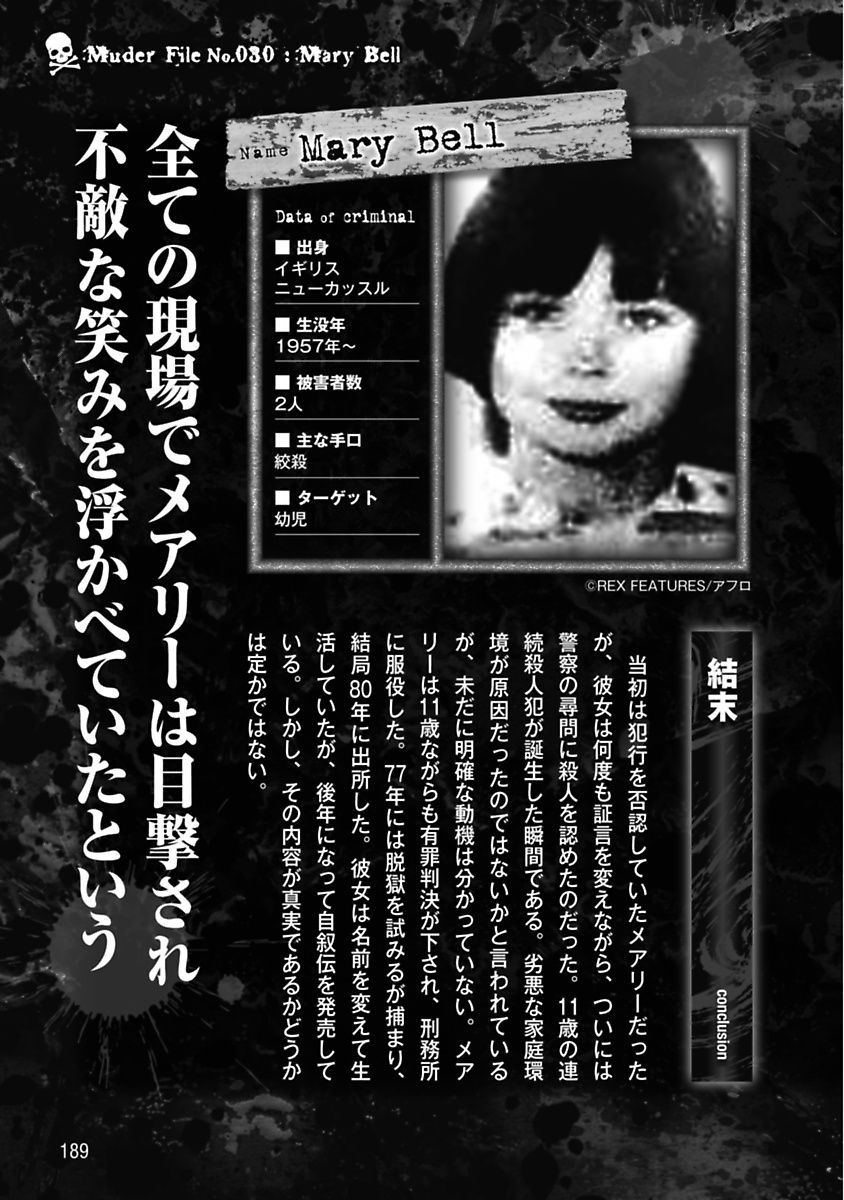 Muder File No.030 : Mary Bell
Name Mary Bell
Data of criminal
■ 出身
イギリス
ニューカッスル
■ 生没年
1957年～
■ 被害者数
2人
■ 主な手口
絞殺
■ ターゲット
幼児
©REX FEATURES/アフロ
全ての現場でメアリーは目撃され
不敵な笑みを浮かべていたという
結末
conclusion
当初は犯行を否認していたメアリーだった
が、彼女は何度も証言を変えながら、ついには
警察の尋問に殺人を認めたのだった。11歳の連
続殺人犯が誕生した瞬間である。劣悪な家庭環
境が原因だったのではないかと言われている
が、未だに明確な動機は分かっていない。メア
リーは11歳ながらも有罪判決が下され、刑務所
に服役した。77年には脱獄を試みるが捕まり、
結局80年に出所した。彼女は名前を変えて生
活していたが、後年になって自叙伝を発売して
いる。しかし、その内容が真実であるかどうか
は定かではない。
189